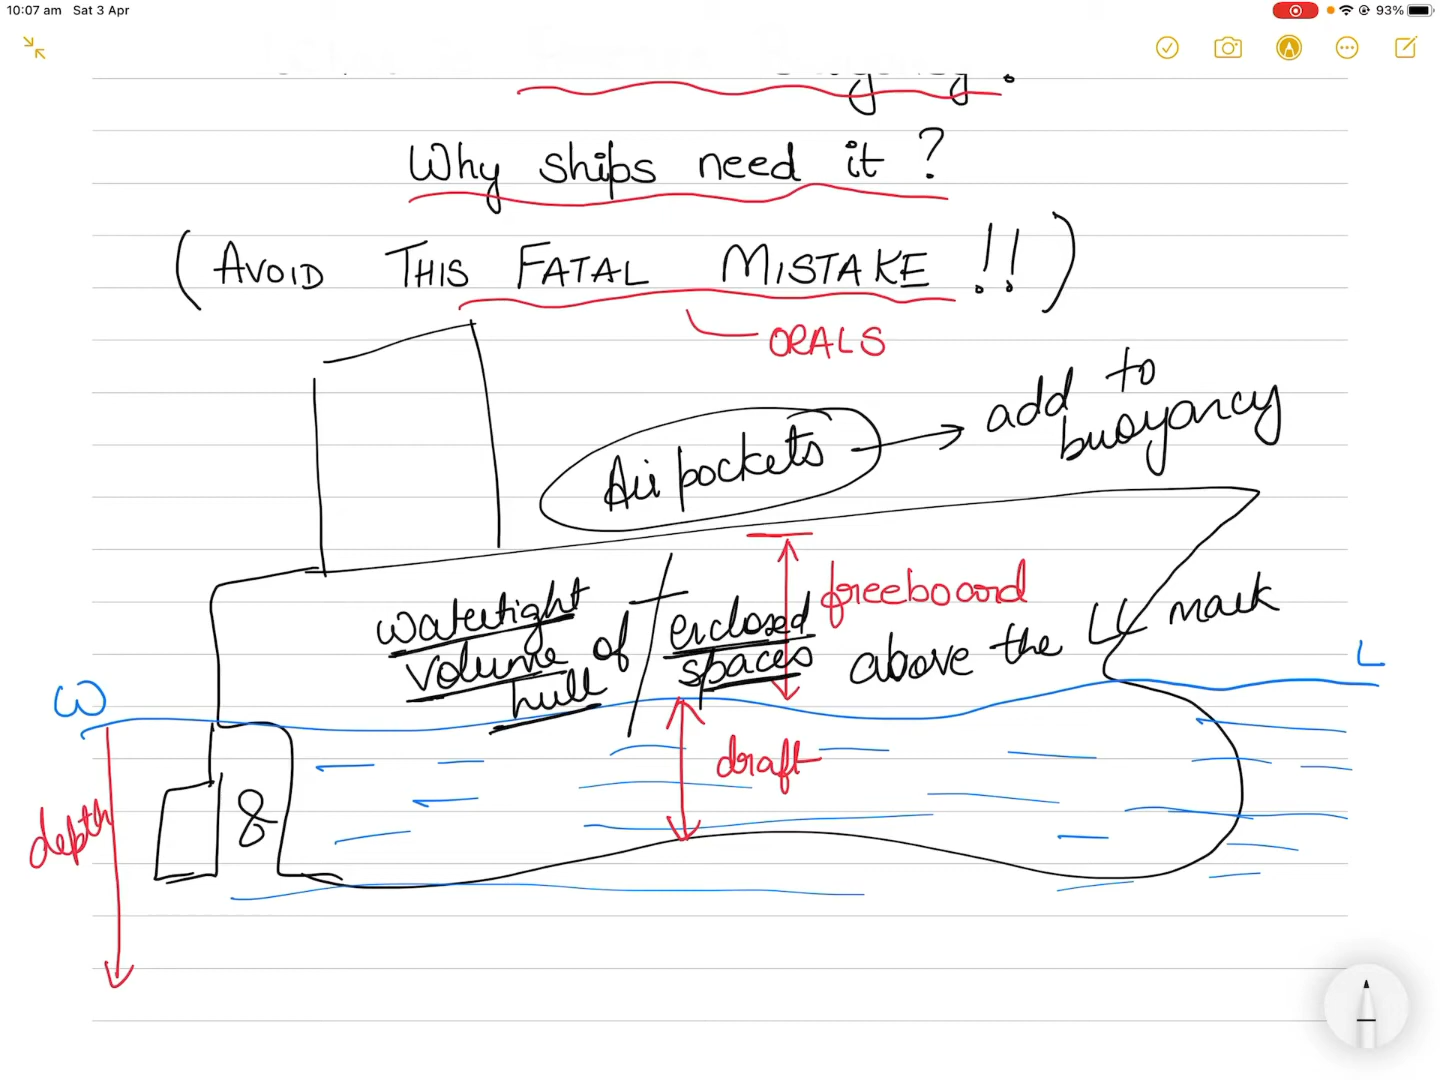 10:07 am Sat 3 Apr
93%
Why ships need it ?
( AVOID THIS FATAL MISTAKE !! )
ORALS
Air pockets → add to
buoyancy
watertight
volume of
hull
/ enclosed
spaces above the LL mark
freeboard
W
L
draft
depth